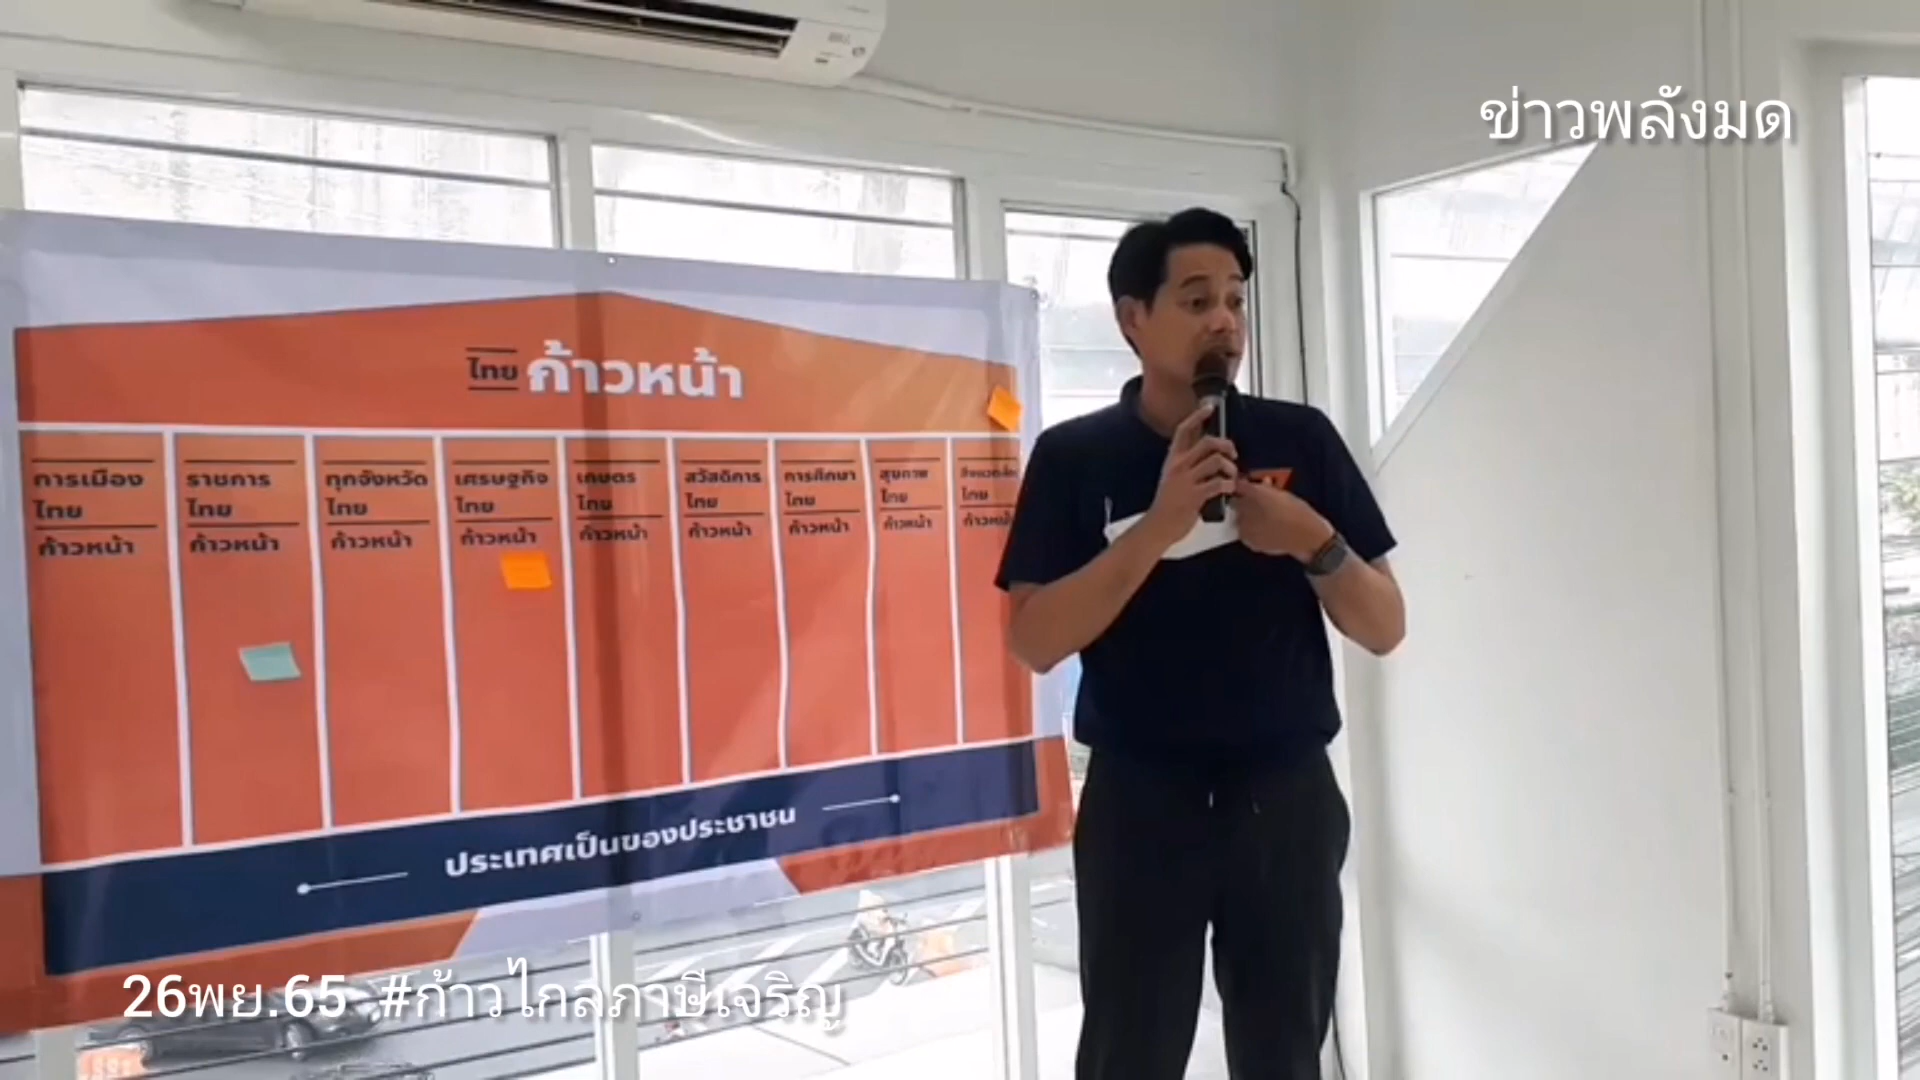 ข่าวพลังมด
ไทย ก้าวหน้า
การเมือง
ไทย
ก้าวหน้า
ราชการ
ไทย
ก้าวหน้า
ทุกจังหวัด
ไทย
ก้าวหน้า
เศรษฐกิจ
ไทย
ก้าวหน้า
เกษตร
ไทย
ก้าวหน้า
สวัสดิการ
ไทย
ก้าวหน้า
การศึกษา
ไทย
ก้าวหน้า
สุขภาพ
ไทย
ก้าวหน้า
ไทย
ก้าวหน้า
ประเทศเป็นของประชาชน
26พย.65 #ก้าวไกลภาษีเจริญ